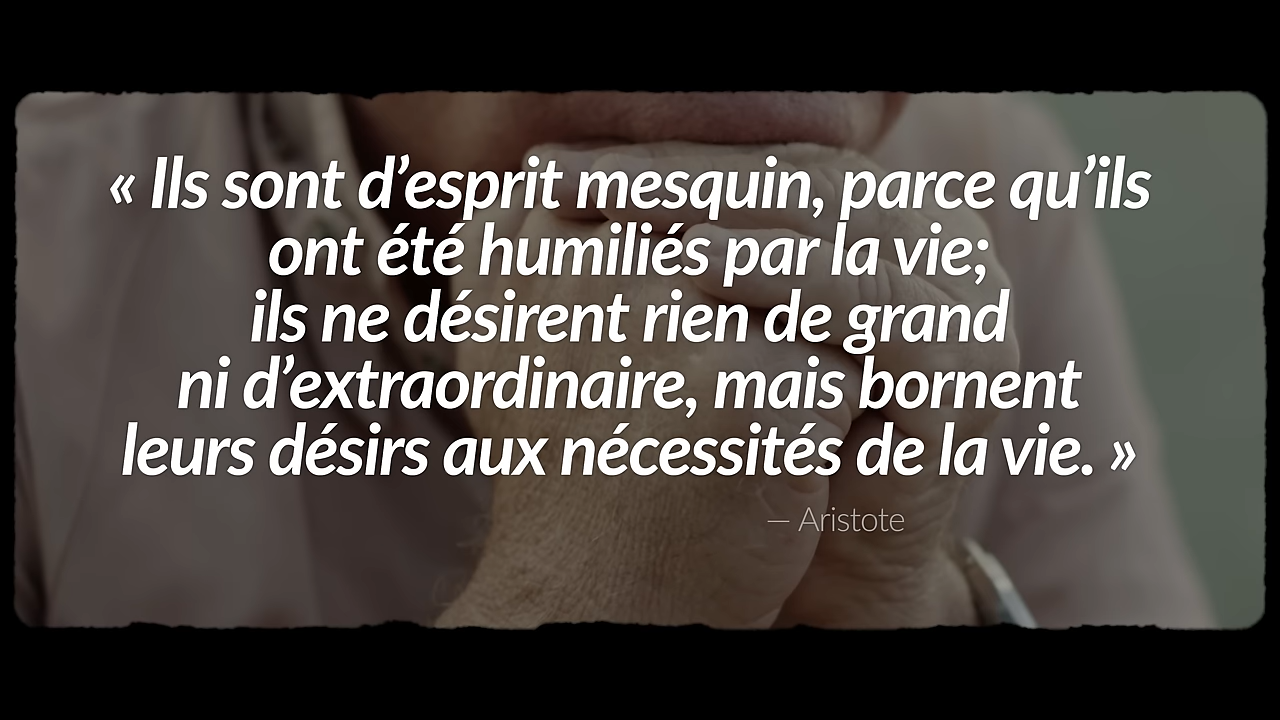 « Ils sont d’esprit mesquin, parce qu’ils
ont été humiliés par la vie;
ils ne désirent rien de grand
ni d’extraordinaire, mais bornent
leurs désirs aux nécessités de la vie. »
— Aristote